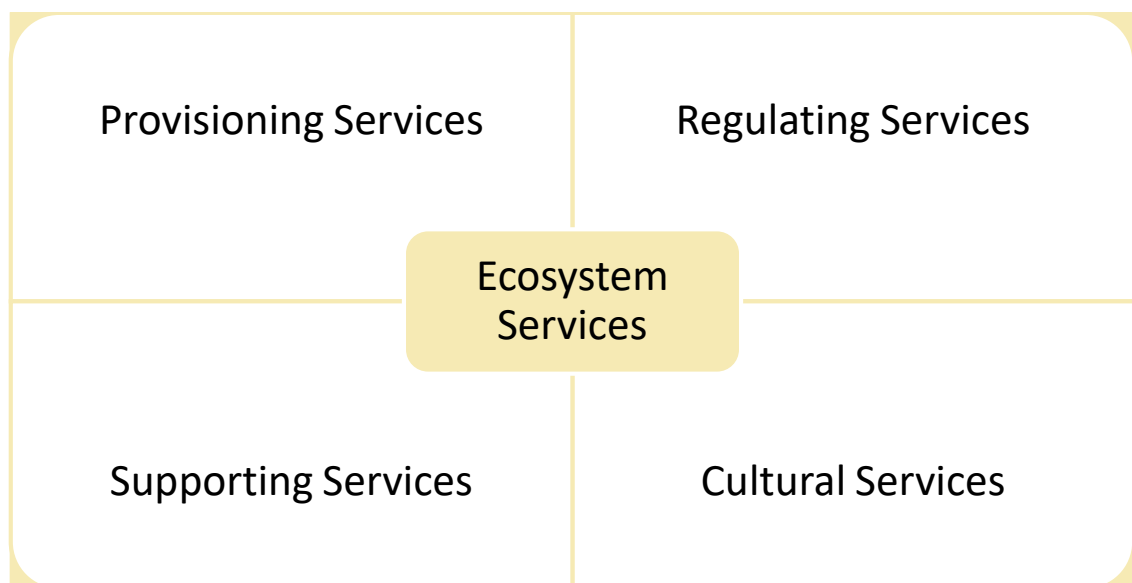 Provisioning Services
Regulating Services
Ecosystem
Services
Supporting Services
Cultural Services